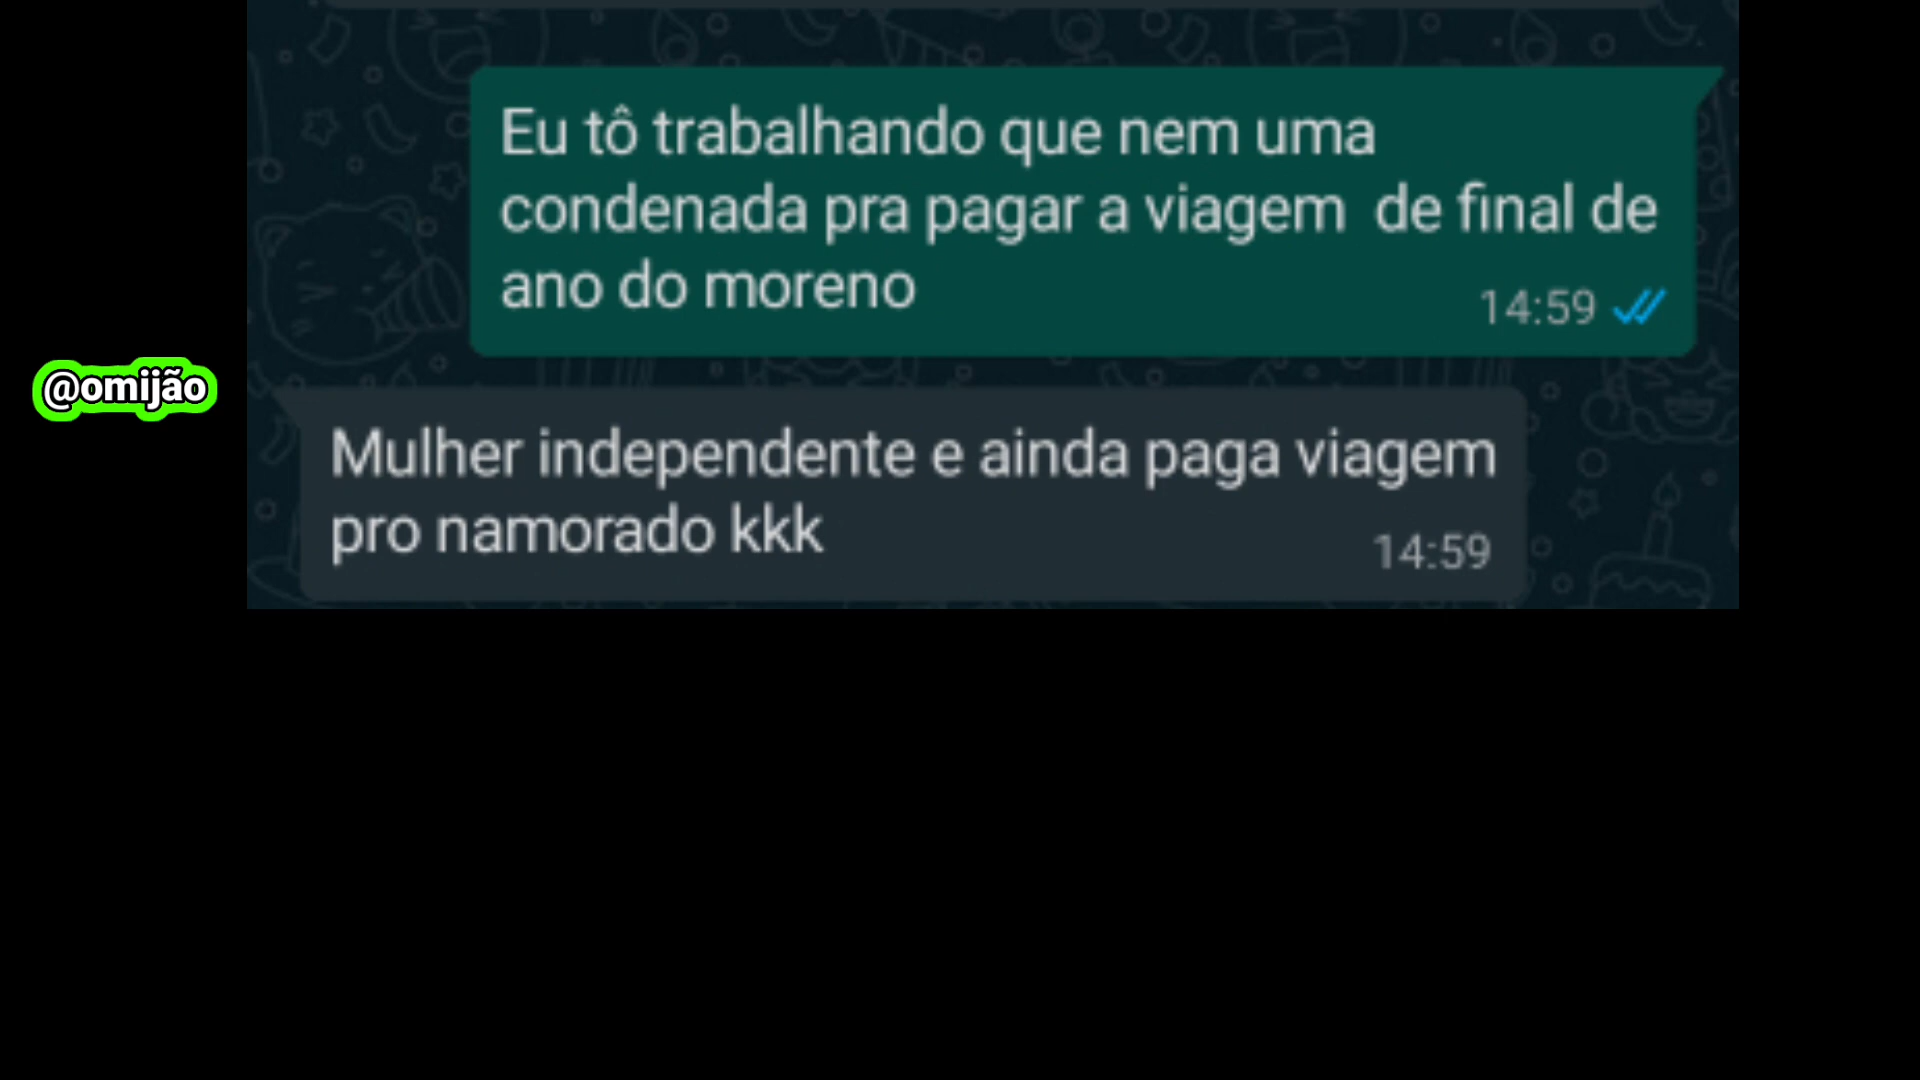 Eu tô trabalhando que nem uma
condenada pra pagar a viagem  de final de
ano do moreno
14:59
@omijão
Mulher independente e ainda paga viagem
pro namorado kkk
14:59